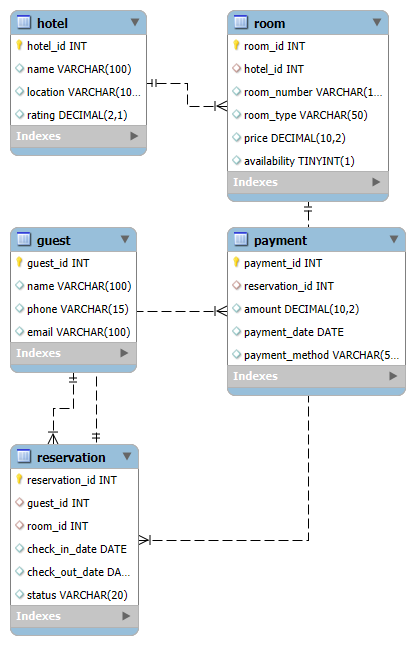 hotel
hotel_id INT
name VARCHAR(100)
location VARCHAR(10...
rating DECIMAL(2,1)
Indexes
room
room_id INT
hotel_id INT
room_number VARCHAR(1...
room_type VARCHAR(50)
price DECIMAL(10,2)
availability TINYINT(1)
Indexes
guest
guest_id INT
name VARCHAR(100)
phone VARCHAR(15)
email VARCHAR(100)
Indexes
payment
payment_id INT
reservation_id INT
amount DECIMAL(10,2)
payment_date DATE
payment_method VARCHAR(5...
Indexes
reservation
reservation_id INT
guest_id INT
room_id INT
check_in_date DATE
check_out_date DA...
status VARCHAR(20)
Indexes